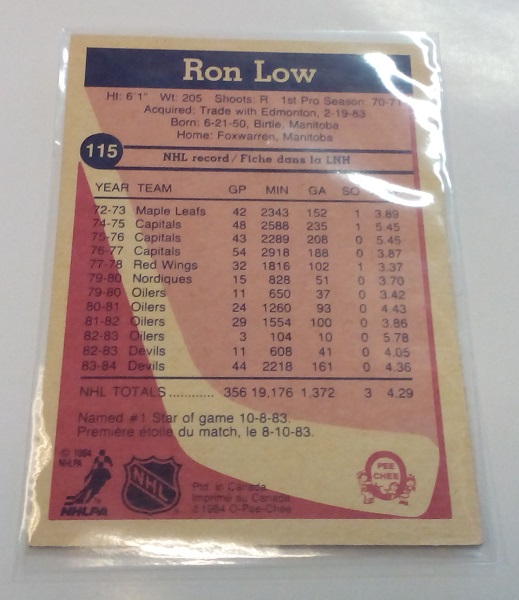 Ron Low
Ht: 6'1" Wt: 205 Shoots: R 1st Pro Season: 70-71
Acquired: Trade with Edmonton, 2-19-83
Born: 6-21-50, Birtle, Manitoba
Home: Foxwarren, Manitoba
115
NHL record/Fiche dans la LNH
YEAR TEAM GP MIN GA SO
72-73 Maple Leafs 42 2343 152 1 3.89
74-75 Capitals 48 2588 235 1 5.45
75-76 Capitals 43 2289 208 0 5.45
76-77 Capitals 54 2918 188 0 3.87
77-78 Red Wings 32 1816 102 1 3.37
79-80 Nordiques 15 828 51 0 3.70
79-80 Oilers 11 650 37 0 3.42
80-81 Oilers 24 1260 93 0 4.43
81-82 Oilers 29 1554 100 0 3.86
82-83 Oilers 3 104 10 0 5.78
82-83 Devils 11 608 41 0 4.05
83-84 Devils 44 2218 161 0 4.36
NHL TOTALS ............ 356 19,176 1,372 3 4.29
Named #1 Star of game 10-8-83.
Première étoile du match, le 8-10-83.
© 1984
NHLPA
NHLPA
NHL
Ptd. in Canada
Imprimé au Canada
© 1984 O-Pee-Chee
PEE
CHEE